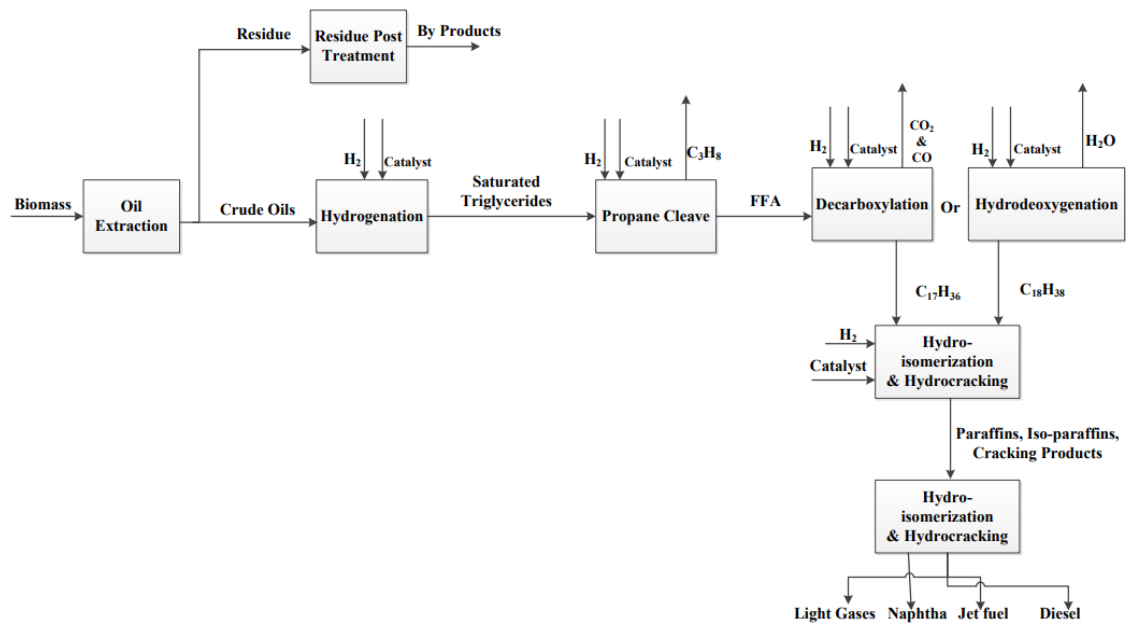 Residue
Residue Post
Treatment
By Products
Biomass
Oil
Extraction
Crude Oils
H₂
Catalyst
Hydrogenation
Saturated
Triglycerides
H₂
Catalyst
C₃H₈
Propane Cleave
FFA
H₂
Catalyst
CO₂
&
CO
Decarboxylation
Or
H₂
Catalyst
H₂O
Hydrodeoxygenation
C₁₇H₃₆
C₁₈H₃₈
H₂
Catalyst
Hydro-
isomerization
& Hydrocracking
Paraffins, Iso-paraffins,
Cracking Products
Hydro-
isomerization
& Hydrocracking
Light Gases
Naphtha
Jet fuel
Diesel